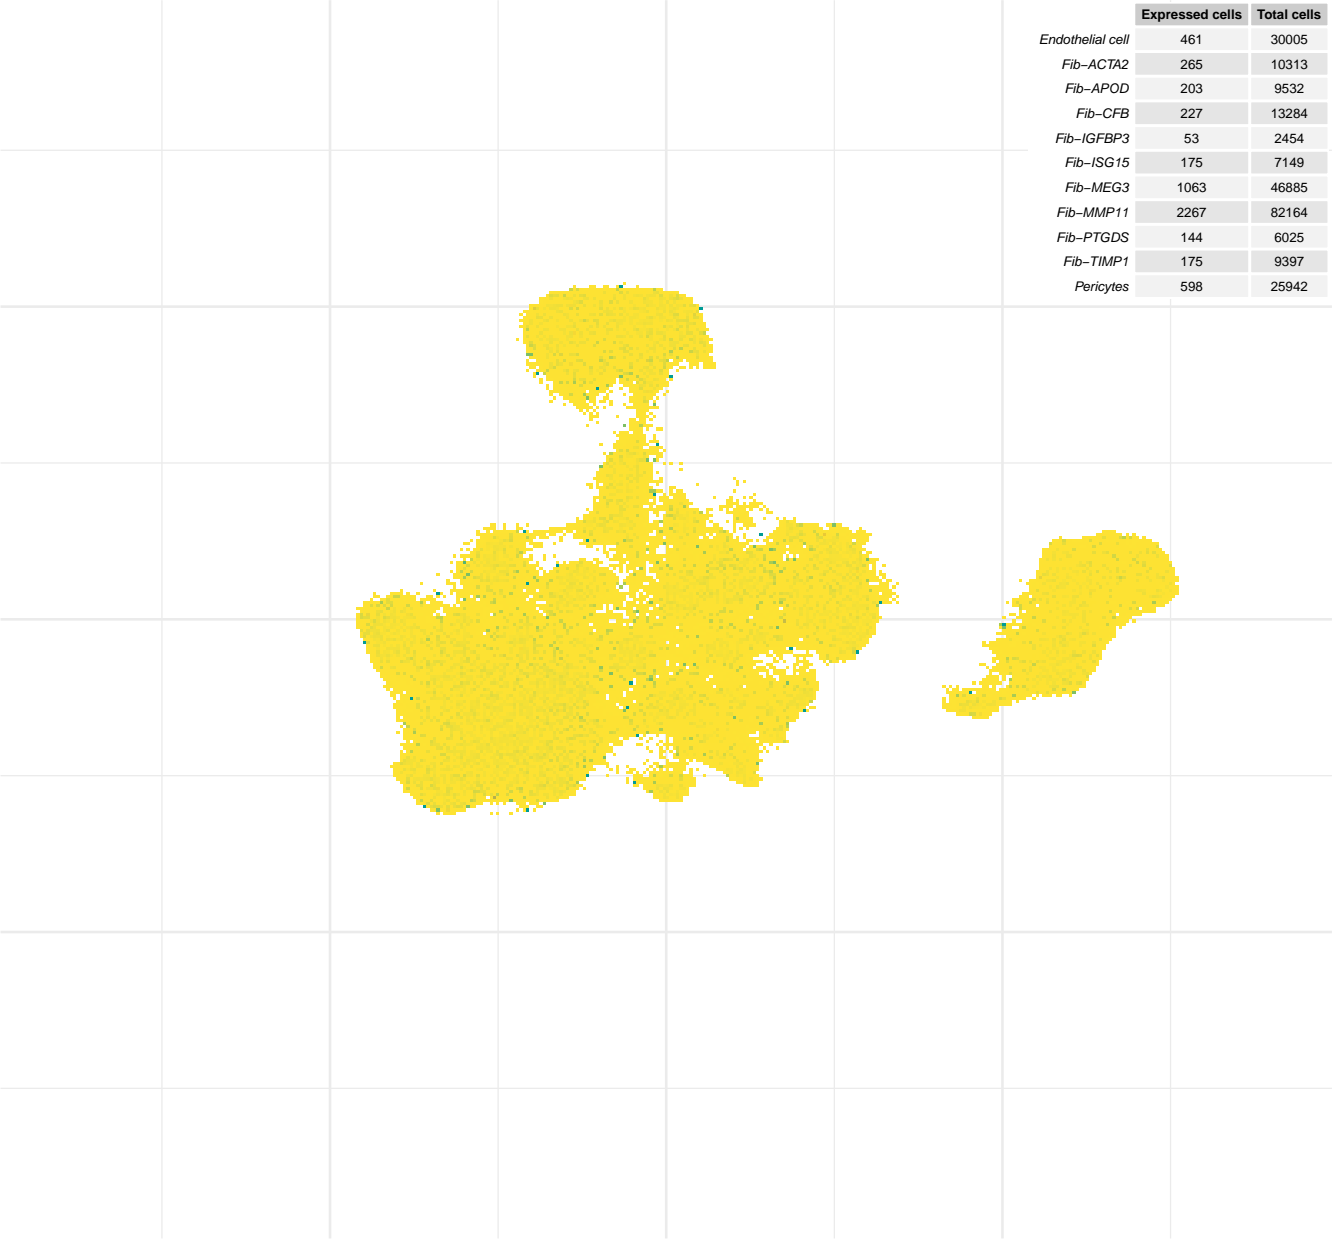 Expressed cells Total cells
Endothelial cell 461 30005
Fib−ACTA2 265 10313
Fib−APOD 203 9532
Fib−CFB 227 13284
Fib−IGFBP3 53 2454
Fib−ISG15 175 7149
Fib−MEG3 1063 46885
Fib−MMP11 2267 82164
Fib−PTGDS 144 6025
Fib−TIMP1 175 9397
Pericytes 598 25942